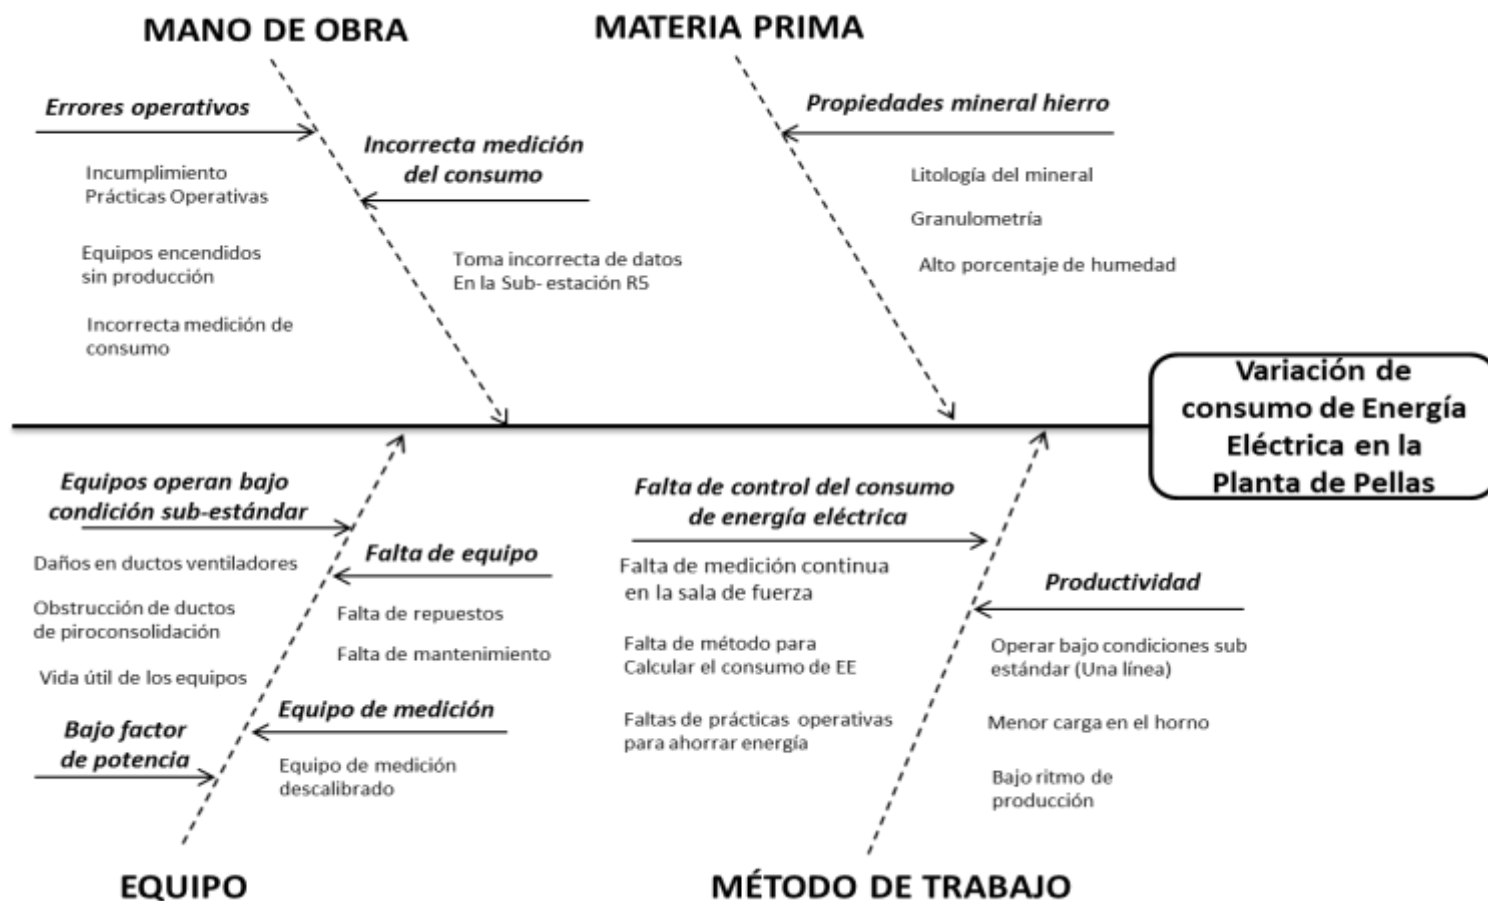 MANO DE OBRA
MATERIA PRIMA
Errores operativos
Incumplimiento
Prácticas Operativas
Equipos encendidos
sin producción
Incorrecta medición de
consumo
Incorrecta medición
del consumo
Toma incorrecta de datos
En la Sub- estación R5
Propiedades mineral hierro
Litología del mineral
Granulometría
Alto porcentaje de humedad
Variación de
consumo de Energía
Eléctrica en la
Planta de Pellas
Equipos operan bajo
condición sub-estándar
Daños en ductos ventiladores
Obstrucción de ductos
de piroconsolidación
Vida útil de los equipos
Bajo factor
de potencia
Falta de equipo
Falta de repuestos
Falta de mantenimiento
Equipo de medición
Equipo de medición
descalibrado
Falta de control del consumo
de energía eléctrica
Falta de medición continua
en la sala de fuerza
Falta de método para
Calcular el consumo de EE
Faltas de prácticas operativas
para ahorrar energía
Productividad
Operar bajo condiciones sub
estándar (Una línea)
Menor carga en el horno
Bajo ritmo de
producción
EQUIPO
MÉTODO DE TRABAJO